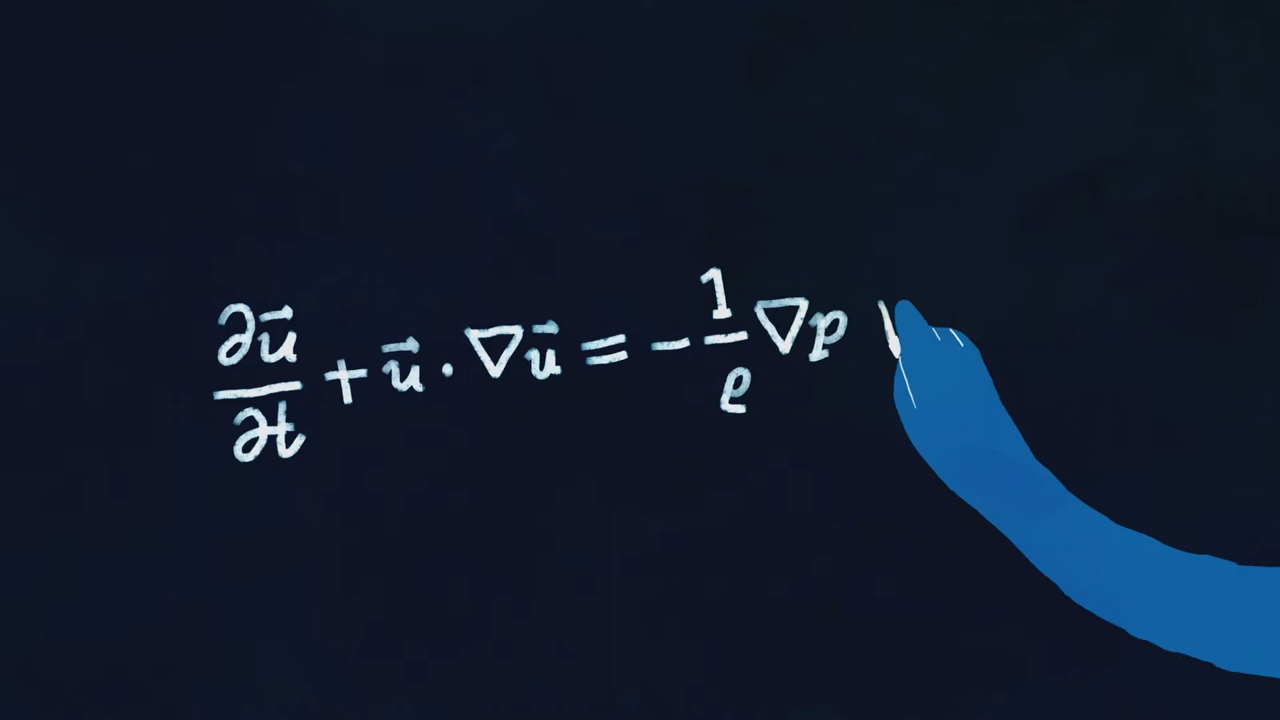 ∂u⃗/∂t + u⃗ · ∇u⃗ = - 1/ρ ∇p